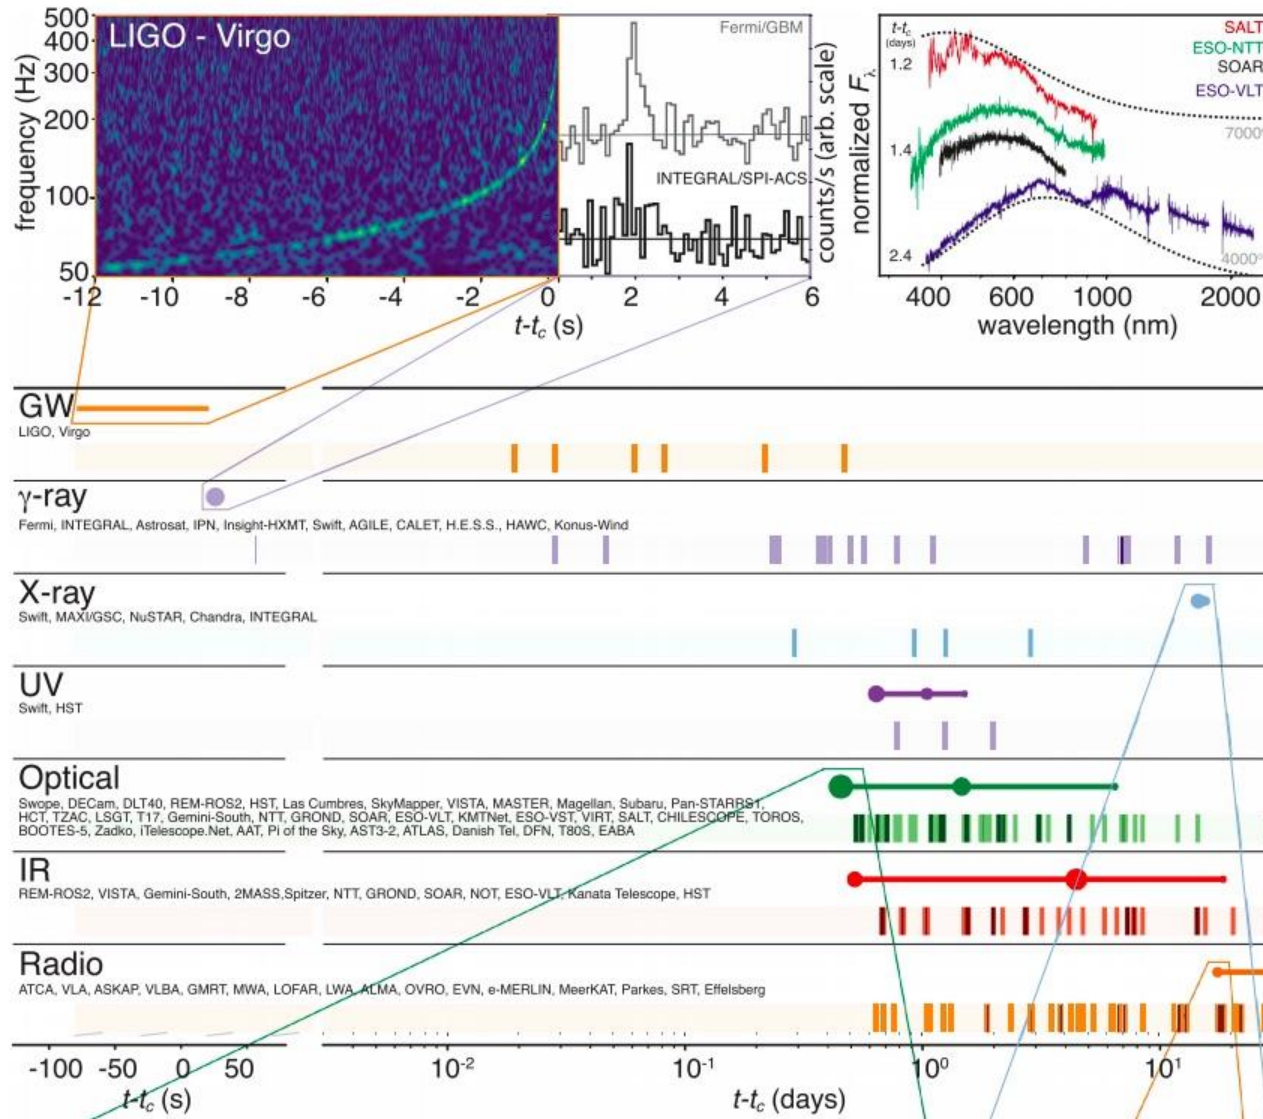 LIGO - Virgo
frequency (Hz)
500
400
300
200
100
50
-12 -10 -8 -6 -4 -2 0 2 4 6
t-t_c (s)
Fermi/GBM
INTEGRAL/SPI-ACS
counts/s (arb. scale)
normalized F_λ
t-t_c
(days)
1.2
1.4
2.4
SALT
ESO-NTT
SOAR
ESO-VLT
7000°
4000°
400 600 1000 2000
wavelength (nm)
GW
LIGO, Virgo
γ-ray
Fermi, INTEGRAL, Astrosat, IPN, Insight-HXMT, Swift, AGILE, CALET, H.E.S.S., HAWC, Konus-Wind
X-ray
Swift, MAXI/GSC, NuSTAR, Chandra, INTEGRAL
UV
Swift, HST
Optical
Swope, DECam, DLT40, REM-ROS2, HST, Las Cumbres, SkyMapper, VISTA, MASTER, Magellan, Subaru, Pan-STARRS1,
HCT, TZAC, LSGT, T17, Gemini-South, NTT, GROND, SOAR, ESO-VLT, KMTNet, ESO-VST, VIRT, SALT, CHILESCOPE, TOROS,
BOOTES-5, Zadko, iTelescope.Net, AAT, Pi of the Sky, AST3-2, ATLAS, Danish Tel, DFN, T80S, EABA
IR
REM-ROS2, VISTA, Gemini-South, 2MASS,Spitzer, NTT, GROND, SOAR, NOT, ESO-VLT, Kanata Telescope, HST
Radio
ATCA, VLA, ASKAP, VLBA, GMRT, MWA, LOFAR, LWA, ALMA, OVRO, EVN, e-MERLIN, MeerKAT, Parkes, SRT, Effelsberg
-100 -50 0 50 10⁻² 10⁻¹ 10⁰ 10¹
t-t_c (s) t-t_c (days)